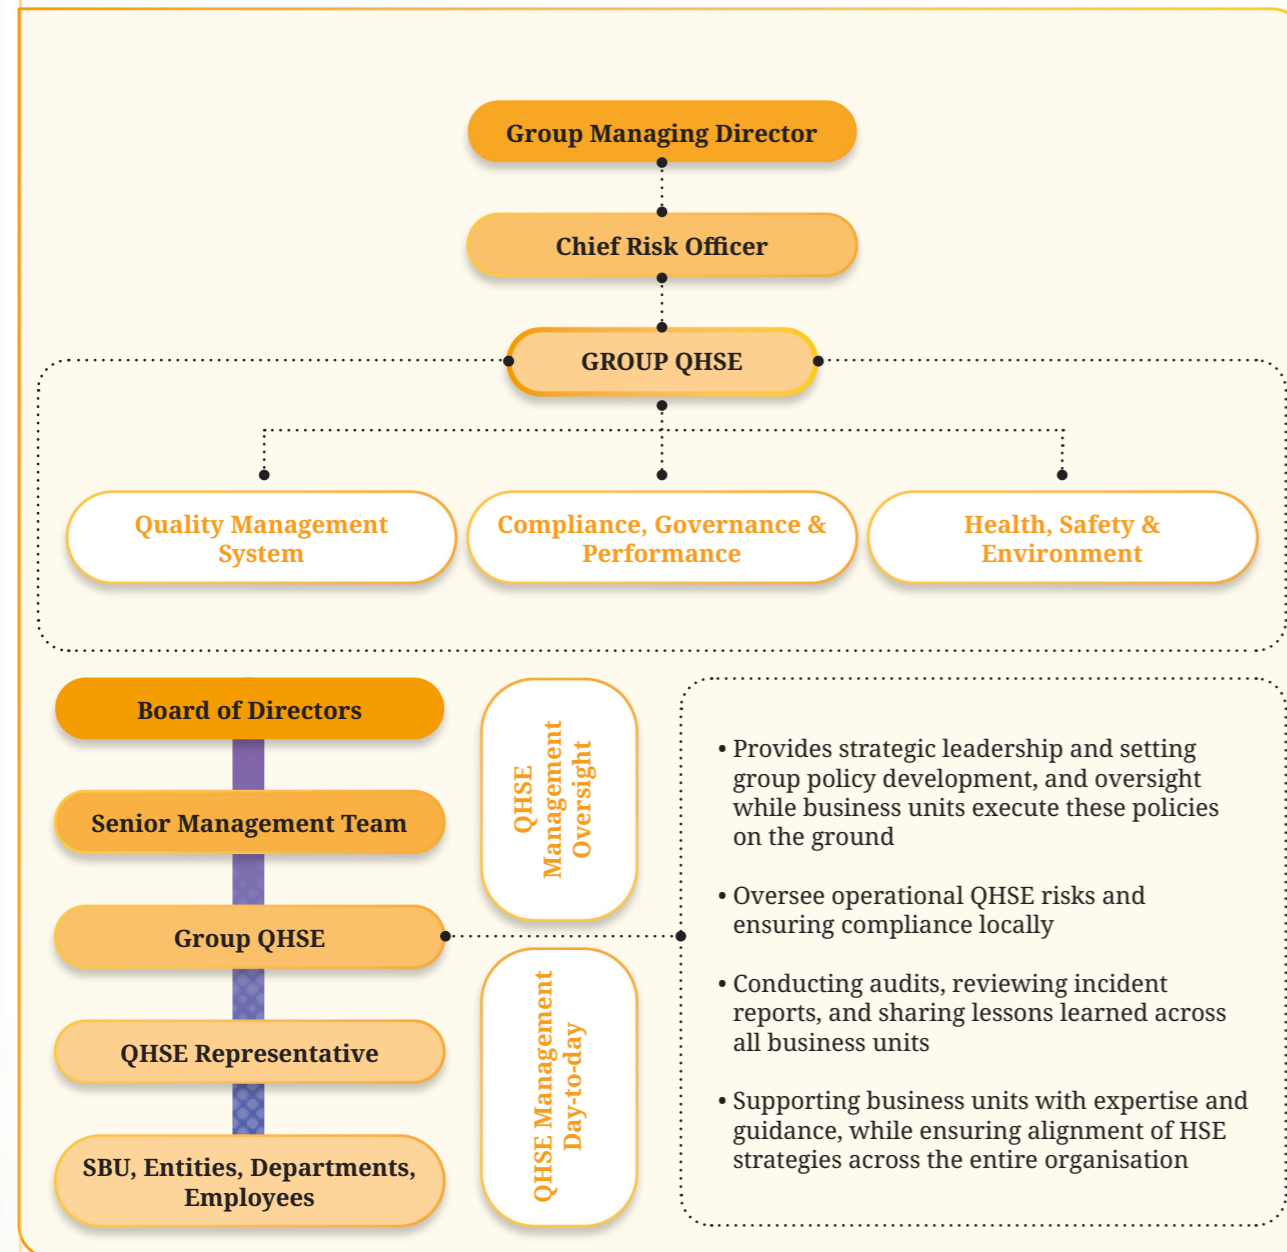 Group Managing Director
Chief Risk Officer
GROUP QHSE
Quality Management
System
Compliance, Governance &
Performance
Health, Safety &
Environment
Board of Directors
Senior Management Team
Group QHSE
QHSE Representative
SBU, Entities, Departments,
Employees
QHSE
Management
Oversight
QHSE Management
Day-to-day
• Provides strategic leadership and setting
group policy development, and oversight
while business units execute these policies
on the ground
• Oversee operational QHSE risks and
ensuring compliance locally
• Conducting audits, reviewing incident
reports, and sharing lessons learned across
all business units
• Supporting business units with expertise and
guidance, while ensuring alignment of HSE
strategies across the entire organisation